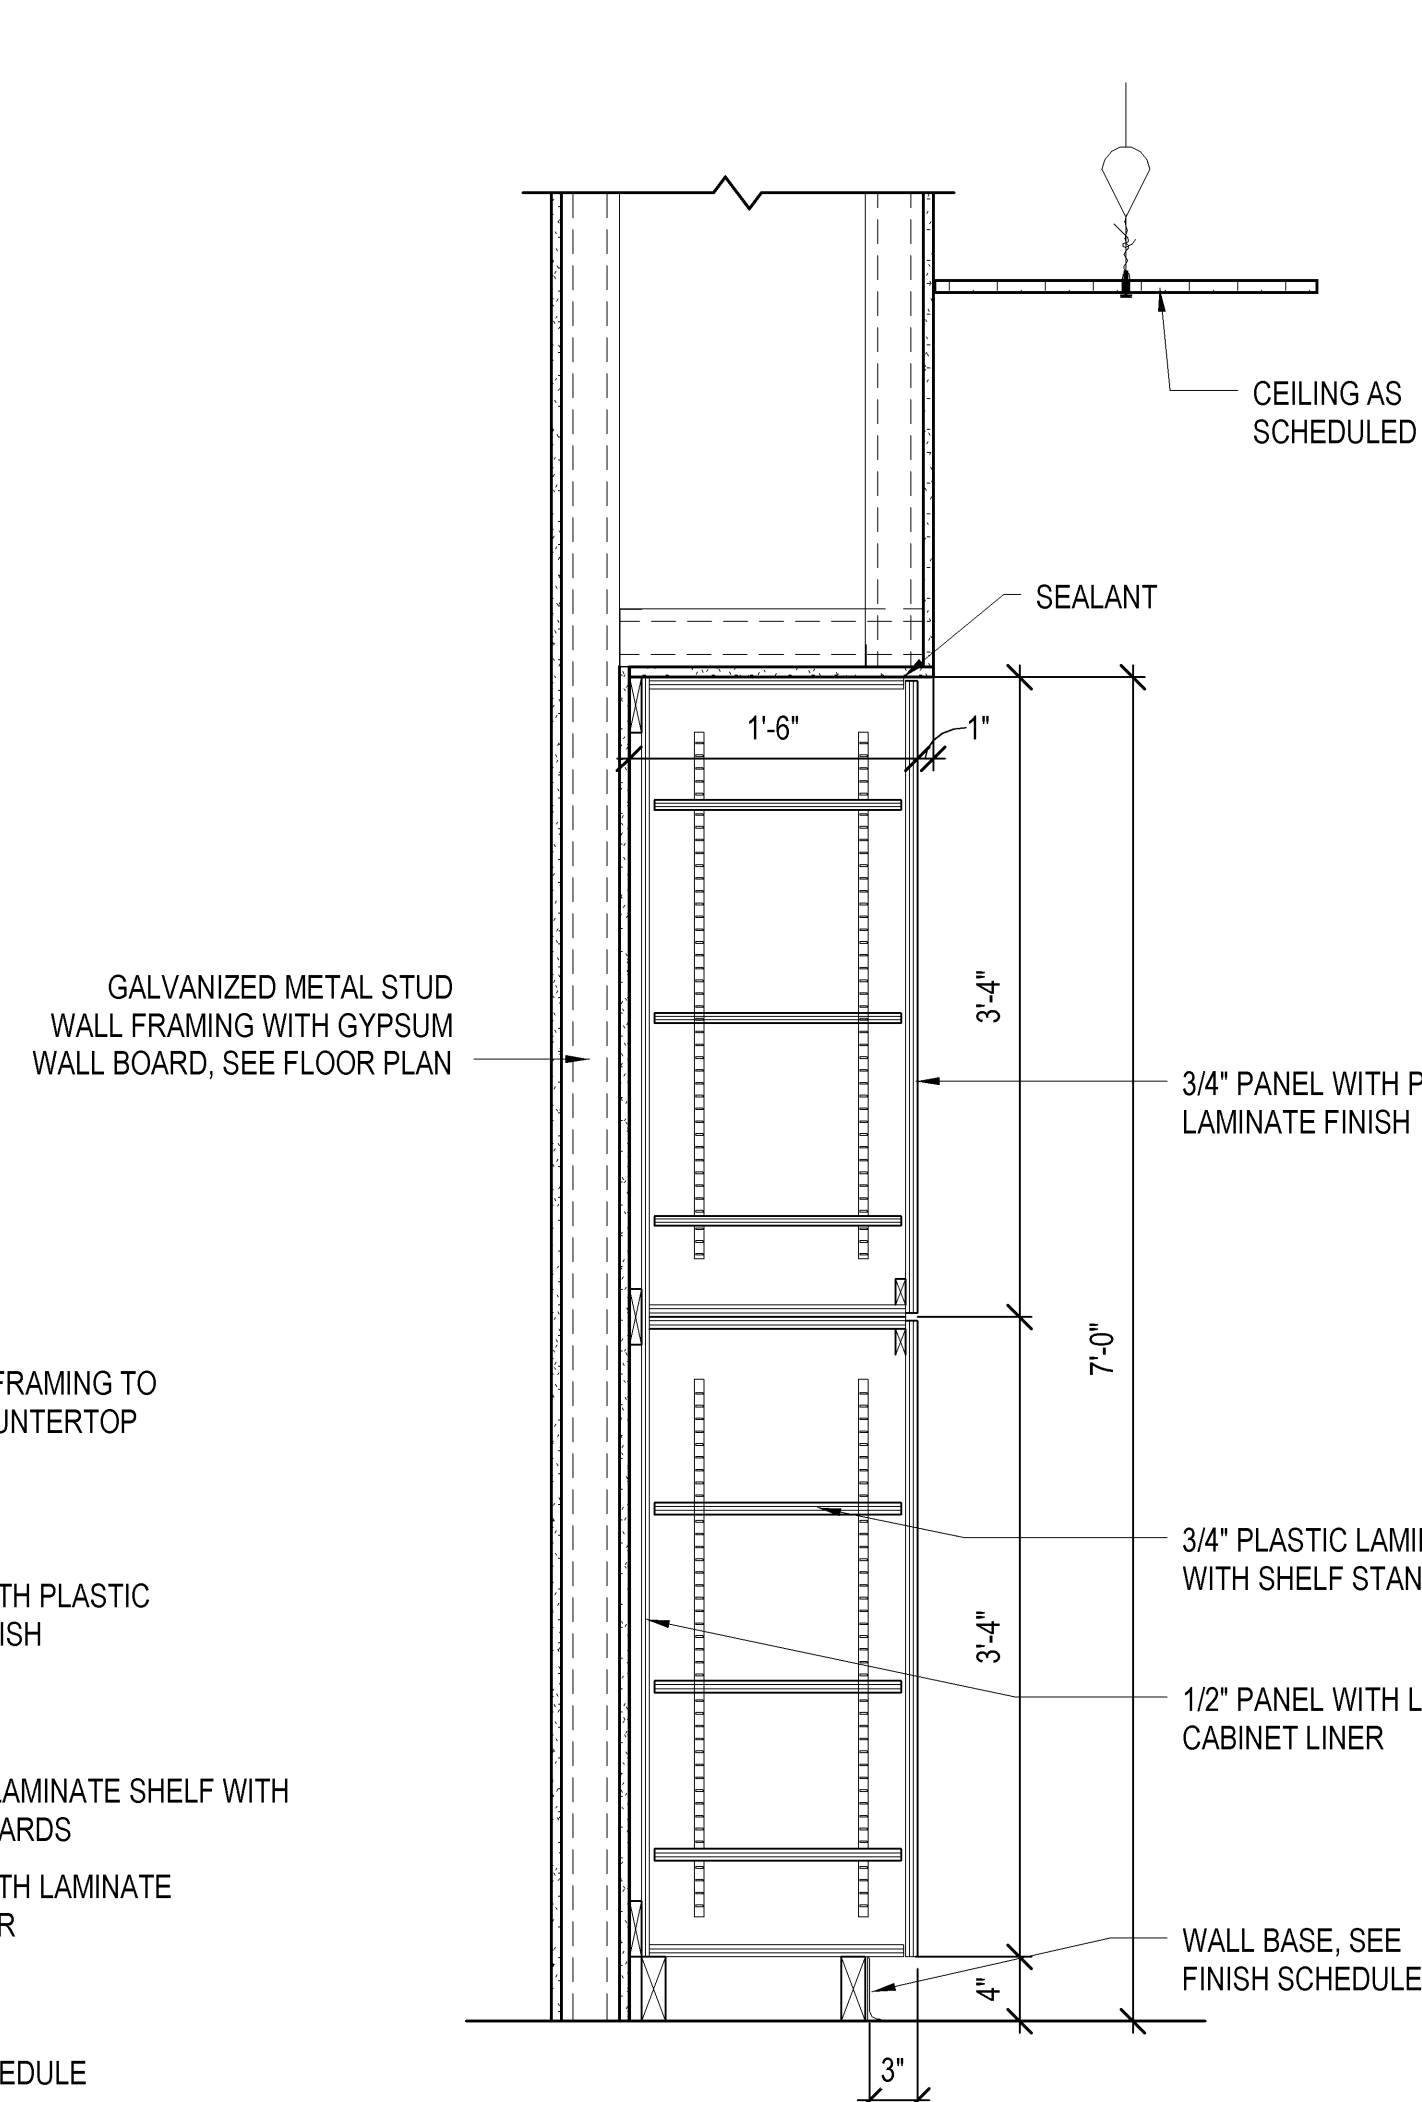 CEILING AS
SCHEDULED
SEALANT
1'-6"
1"
GALVANIZED METAL STUD
WALL FRAMING WITH GYPSUM
WALL BOARD, SEE FLOOR PLAN
3'-4"
3/4" PANEL WITH P
LAMINATE FINISH
7'-0"
FRAMING TO
UNTERTOP
3/4" PLASTIC LAMI
WITH SHELF STAN
TH PLASTIC
ISH
3'-4"
1/2" PANEL WITH L
CABINET LINER
LAMINATE SHELF WITH
ARDS
TH LAMINATE
R
WALL BASE, SEE
FINISH SCHEDULE
4"
3"
EDULE